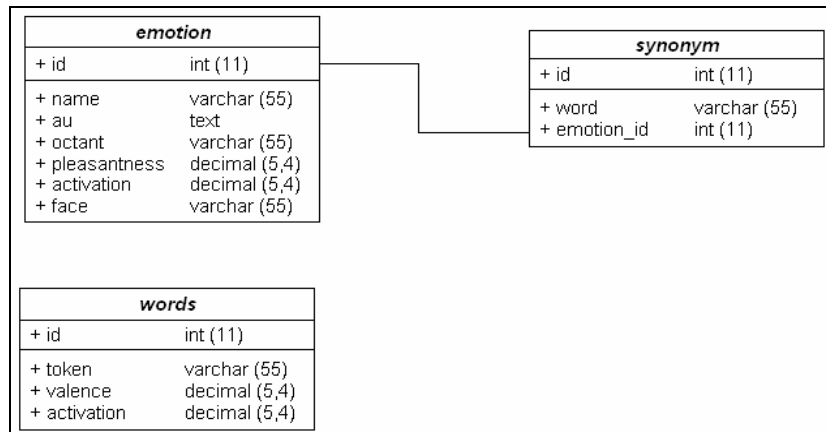 emotion
+ id int (11)
+ name varchar (55)
+ au text
+ octant varchar (55)
+ pleasantness decimal (5,4)
+ activation decimal (5,4)
+ face varchar (55)
synonym
+ id int (11)
+ word varchar (55)
+ emotion_id int (11)
words
+ id int (11)
+ token varchar (55)
+ valence decimal (5,4)
+ activation decimal (5,4)